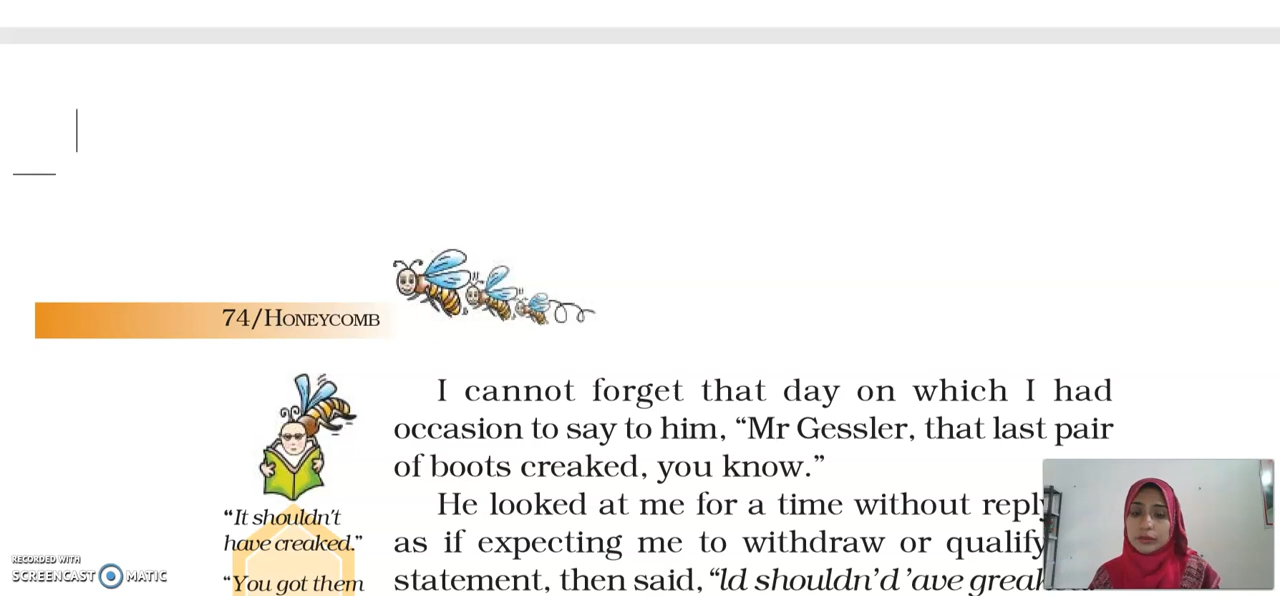 74/HONEYCOMB
I cannot forget that day on which I had
occasion to say to him, “Mr Gessler, that last pair
of boots creaked, you know.”
He looked at me for a time without reply
as if expecting me to withdraw or qualify
statement, then said, “ld shouldn’d ’ave
“It shouldn’t
have creaked.”
“You got them
RECORDED WITH
SCREENCAST MATIC